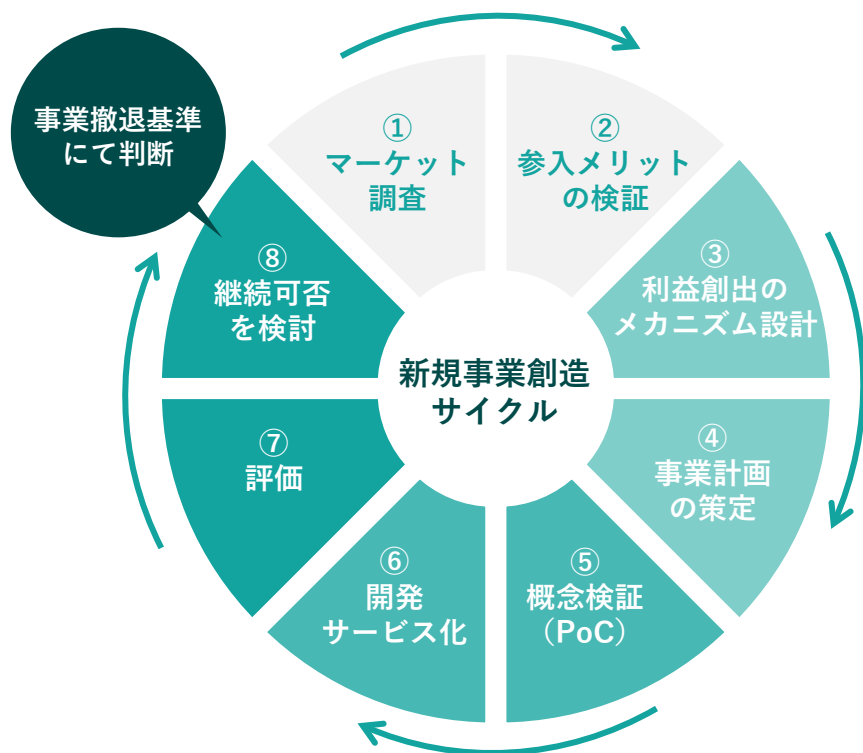 事業撤退基準
にて判断
①
マーケット
調査
②
参入メリット
の検証
③
利益創出の
メカニズム設計
④
事業計画
の策定
⑤
概念検証
（PoC）
⑥
開発
サービス化
⑦
評価
⑧
継続可否
を検討
新規事業創造
サイクル